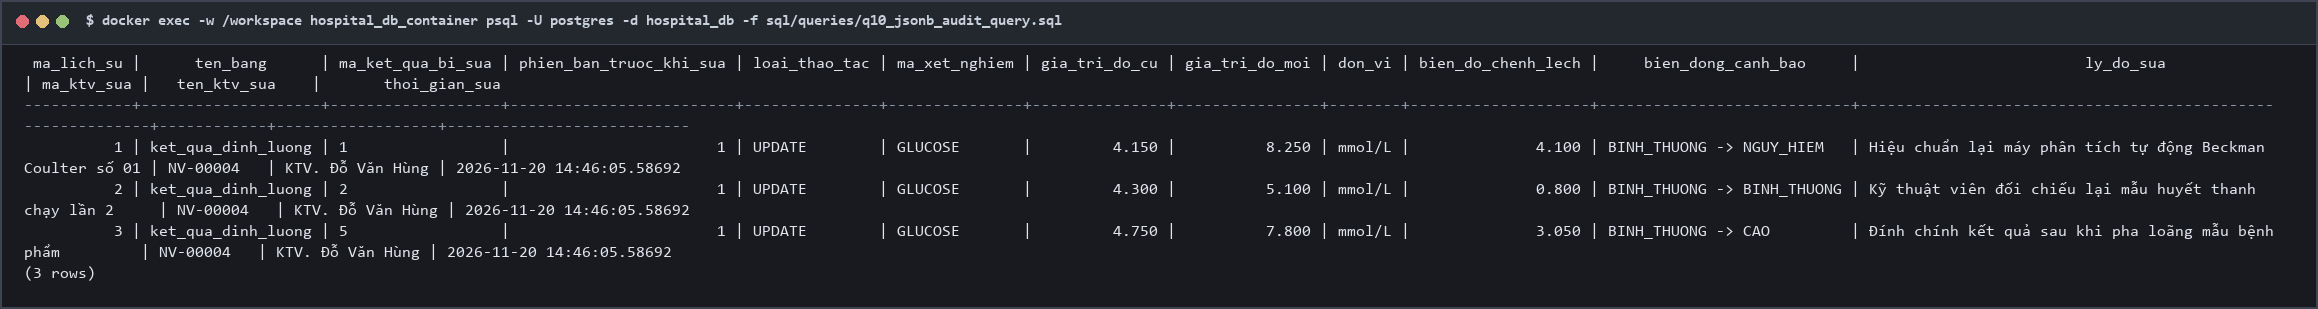 $ docker exec -w /workspace hospital_db_container psql -U postgres -d hospital_db -f sql/queries/q10_jsonb_audit_query.sql
 ma_lich_su |      ten_bang      | ma_ket_qua_bi_sua | phien_ban_truoc_khi_sua | loai_thao_tac | ma_xet_nghiem | gia_tri_do_cu | gia_tri_do_moi | don_vi | bien_do_chenh_lech |     bien_dong_canh_bao     |                         ly_do_sua
| ma_ktv_sua |   ten_ktv_sua    |       thoi_gian_sua
------------+--------------------+-------------------+-------------------------+---------------+---------------+---------------+----------------+--------+--------------------+----------------------------+----------------------------------------------
--------------+------------+------------------+---------------------------
          1 | ket_qua_dinh_luong | 1                 |                       1 | UPDATE        | GLUCOSE       |         4.150 |          8.250 | mmol/L |              4.100 | BINH_THUONG -> NGUY_HIEM   | Hiệu chuẩn lại máy phân tích tự động Beckman
Coulter số 01 | NV-00004   | KTV. Đỗ Văn Hùng | 2026-11-20 14:46:05.58692
          2 | ket_qua_dinh_luong | 2                 |                       1 | UPDATE        | GLUCOSE       |         4.300 |          5.100 | mmol/L |              0.800 | BINH_THUONG -> BINH_THUONG | Kỹ thuật viên đối chiếu lại mẫu huyết thanh
chạy lần 2     | NV-00004   | KTV. Đỗ Văn Hùng | 2026-11-20 14:46:05.58692
          3 | ket_qua_dinh_luong | 5                 |                       1 | UPDATE        | GLUCOSE       |         4.750 |          7.800 | mmol/L |              3.050 | BINH_THUONG -> CAO         | Đính chính kết quả sau khi pha loãng mẫu bệnh
phẩm         | NV-00004   | KTV. Đỗ Văn Hùng | 2026-11-20 14:46:05.58692
(3 rows)